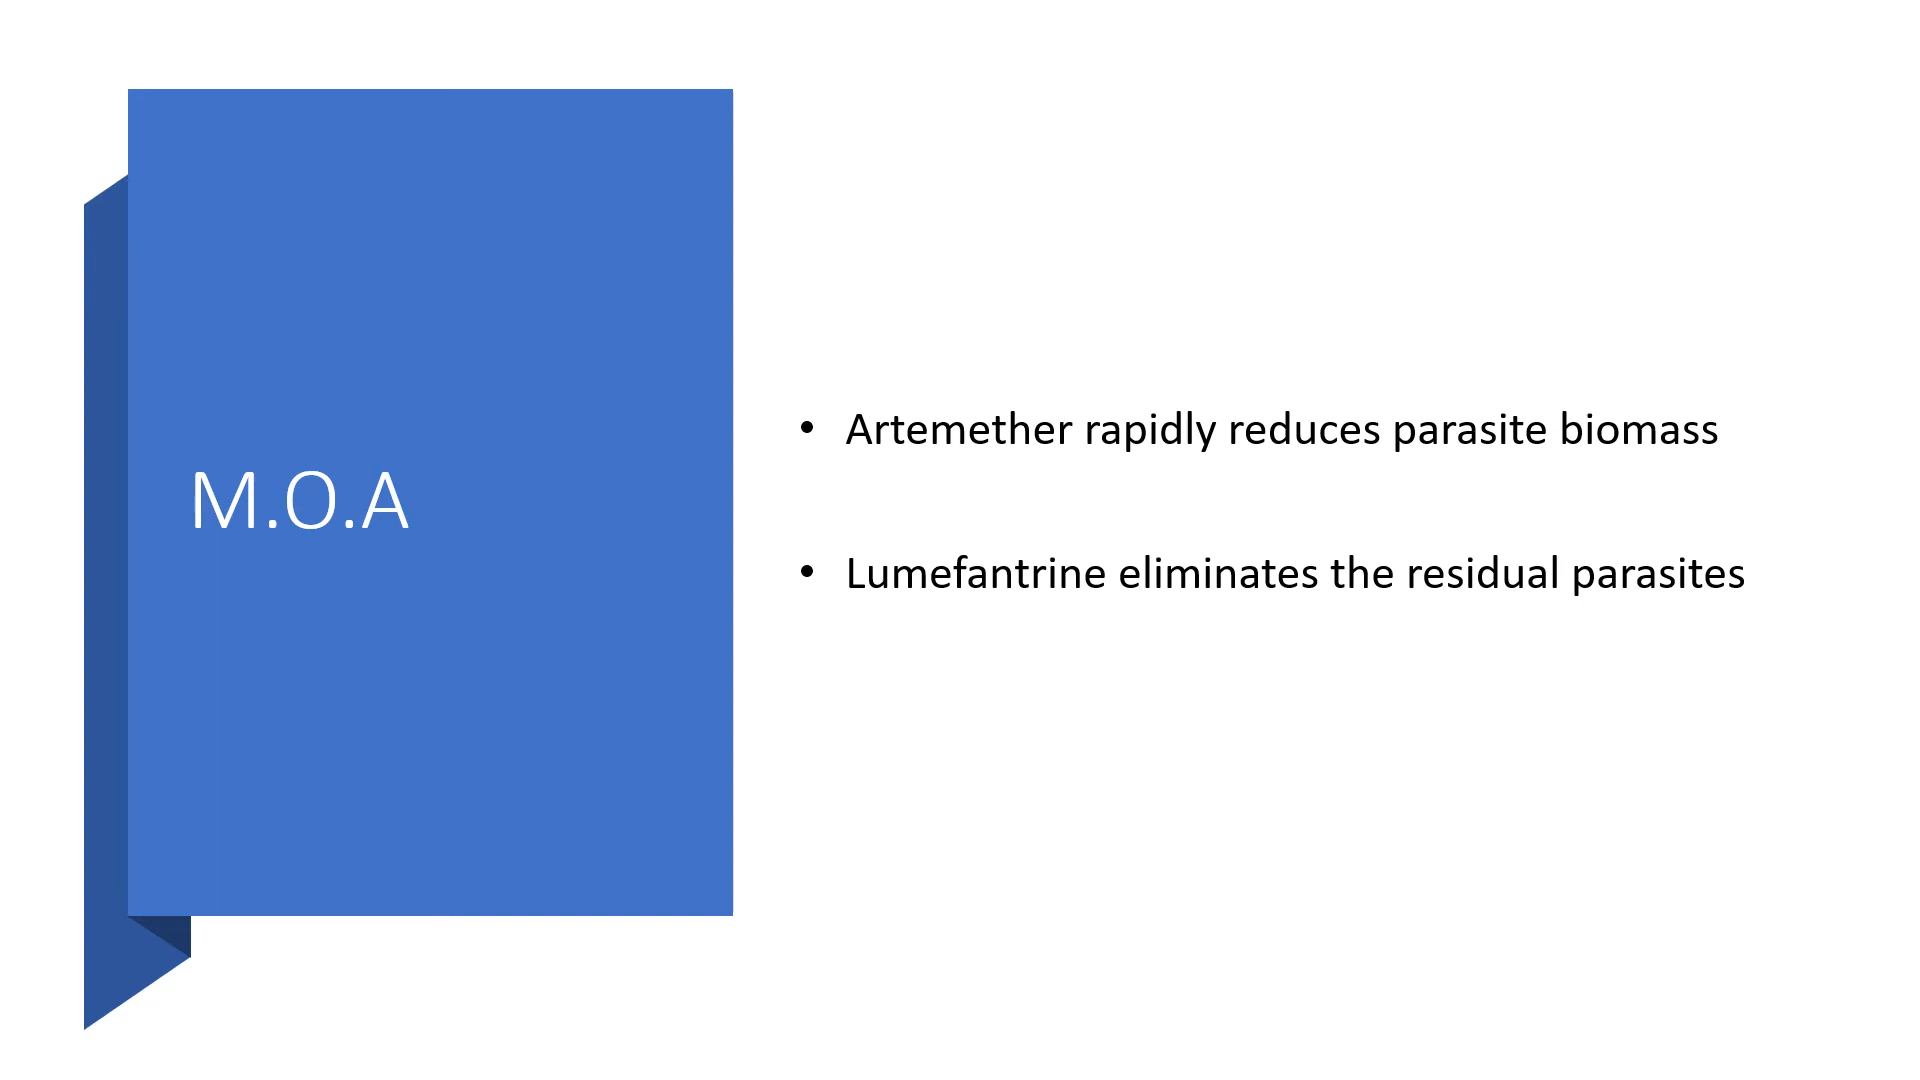 M.O.A
• Artemether rapidly reduces parasite biomass
• Lumefantrine eliminates the residual parasites